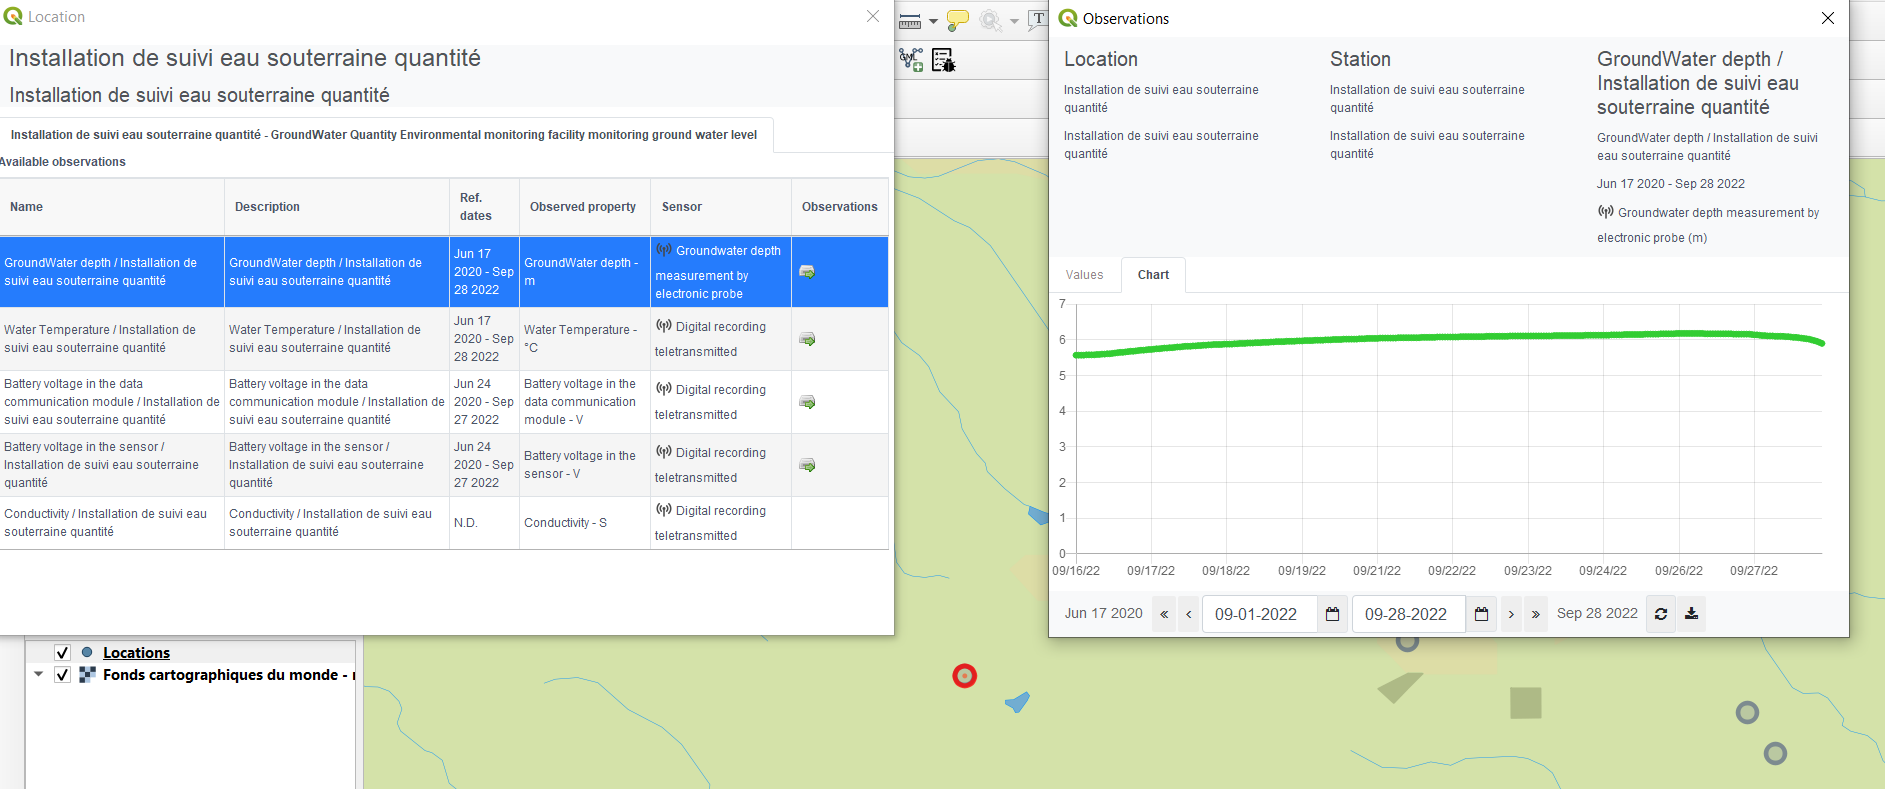 Location
Installation de suivi eau souterraine quantité
Installation de suivi eau souterraine quantité
Installation de suivi eau souterraine quantité - GroundWater Quantity Environmental monitoring facility monitoring ground water level
Available observations
Name
Description
Ref.
dates
Observed property
Sensor
Observations
GroundWater depth / Installation de
suivi eau souterraine quantité
GroundWater depth / Installation de
suivi eau souterraine quantité
Jun 17
2020 - Sep
28 2022
GroundWater depth -
m
Groundwater depth
measurement by
electronic probe
Water Temperature / Installation de
suivi eau souterraine quantité
Water Temperature / Installation de
suivi eau souterraine quantité
Jun 17
2020 - Sep
28 2022
Water Temperature -
°C
Digital recording
teletransmitted
Battery voltage in the data
communication module / Installation de
suivi eau souterraine quantité
Battery voltage in the data
communication module / Installation de
suivi eau souterraine quantité
Jun 24
2020 - Sep
27 2022
Battery voltage in the
data communication
module - V
Digital recording
teletransmitted
Battery voltage in the sensor /
Installation de suivi eau souterraine
quantité
Battery voltage in the sensor /
Installation de suivi eau souterraine
quantité
Jun 24
2020 - Sep
27 2022
Battery voltage in the
sensor - V
Digital recording
teletransmitted
Conductivity / Installation de suivi eau
souterraine quantité
Conductivity / Installation de suivi eau
souterraine quantité
N.D.
Conductivity - S
Digital recording
teletransmitted
Locations
Fonds cartographiques du monde -
T
GML
Observations
Location
Installation de suivi eau souterraine
quantité
Installation de suivi eau souterraine
quantité
Station
Installation de suivi eau souterraine
quantité
Installation de suivi eau souterraine
quantité
GroundWater depth /
Installation de suivi eau
souterraine quantité
GroundWater depth / Installation de suivi
eau souterraine quantité
Jun 17 2020 - Sep 28 2022
Groundwater depth measurement by
electronic probe (m)
Values
Chart
7
6
5
4
3
2
1
0
09/16/22 09/17/22 09/18/22 09/19/22 09/21/22 09/22/22 09/23/22 09/24/22 09/26/22 09/27/22
Jun 17 2020 « ‹ 09-01-2022 09-28-2022 › » Sep 28 2022